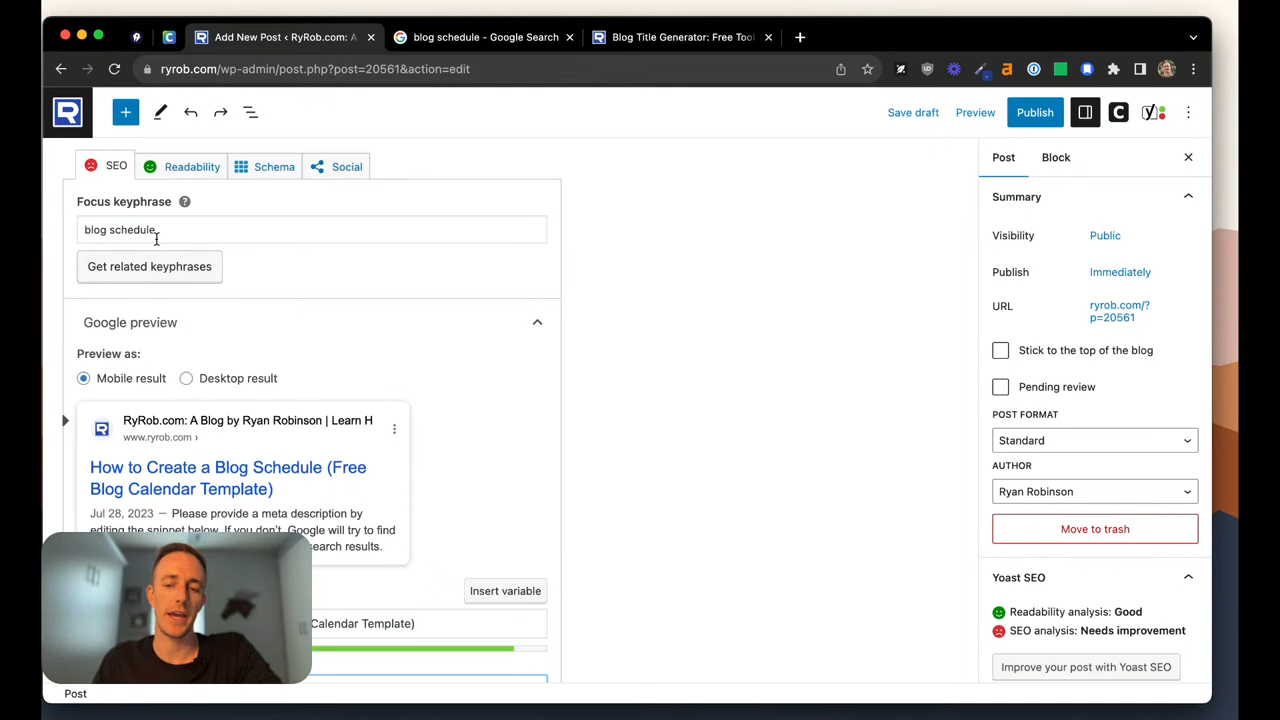 Add New Post ‹ RyRob.com: A
blog schedule - Google Search
Blog Title Generator: Free Tool
ryrob.com/wp-admin/post.php?post=20561&action=edit
Save draft
Preview
Publish
SEO
Readability
Schema
Social
Focus keyphrase
blog schedule
Get related keyphrases
Google preview
Preview as:
Mobile result
Desktop result
RyRob.com: A Blog by Ryan Robinson | Learn H
www.ryrob.com ›
How to Create a Blog Schedule (Free
Blog Calendar Template)
Jul 28, 2023 － Please provide a meta description by
editing the snippet below. If you don't, Google will try to find
search results.
Insert variable
Calendar Template)
Post
Post
Block
Summary
Visibility
Public
Publish
Immediately
URL
ryrob.com/?
p=20561
Stick to the top of the blog
Pending review
POST FORMAT
Standard
AUTHOR
Ryan Robinson
Move to trash
Yoast SEO
Readability analysis: Good
SEO analysis: Needs improvement
Improve your post with Yoast SEO